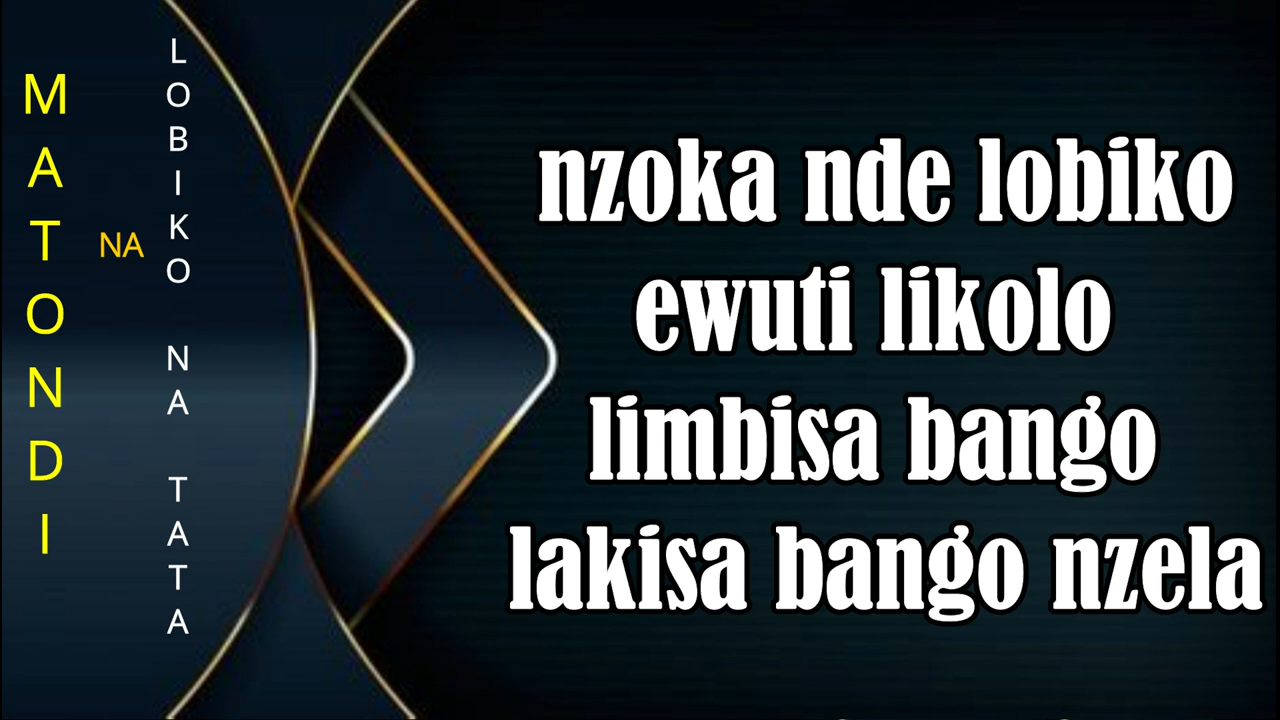 MATONDI
NA
LOBIKO NA TATA
nzoka nde lobiko
ewuti likolo
limbisa bango
lakisa bango nzela